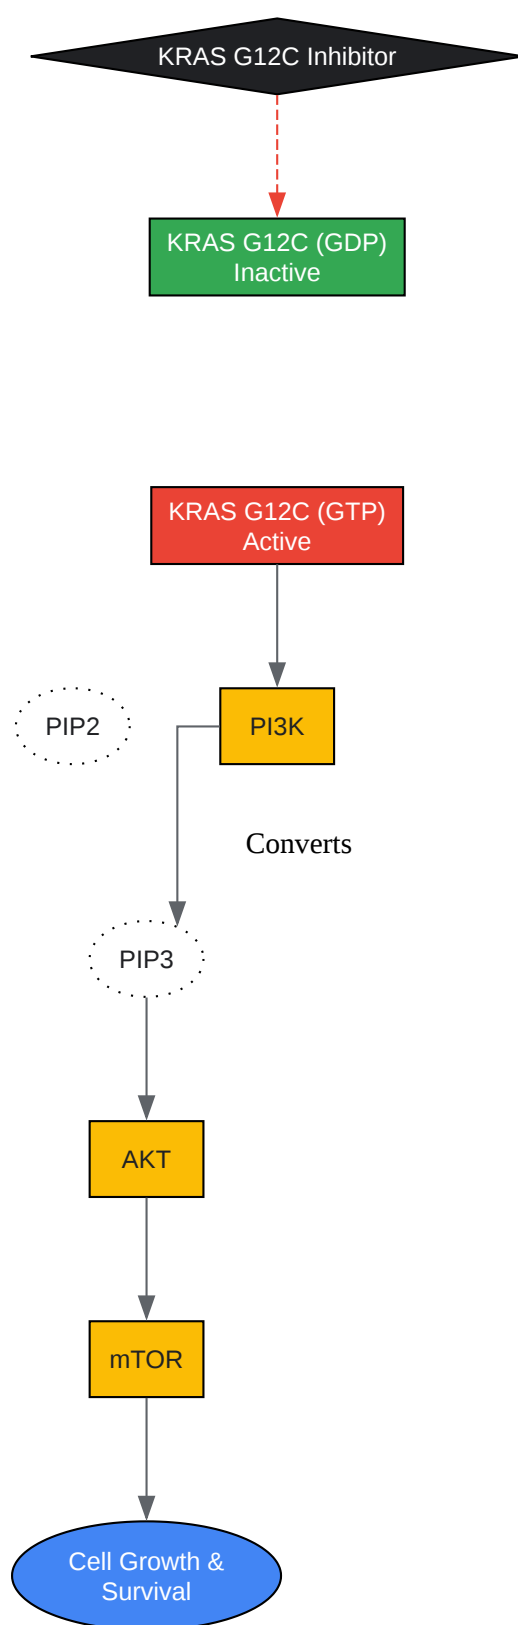 KRAS G12C Inhibitor
KRAS G12C (GDP)
Inactive
KRAS G12C (GTP)
Active
PIP2
PI3K
Converts
PIP3
AKT
mTOR
Cell Growth &
Survival